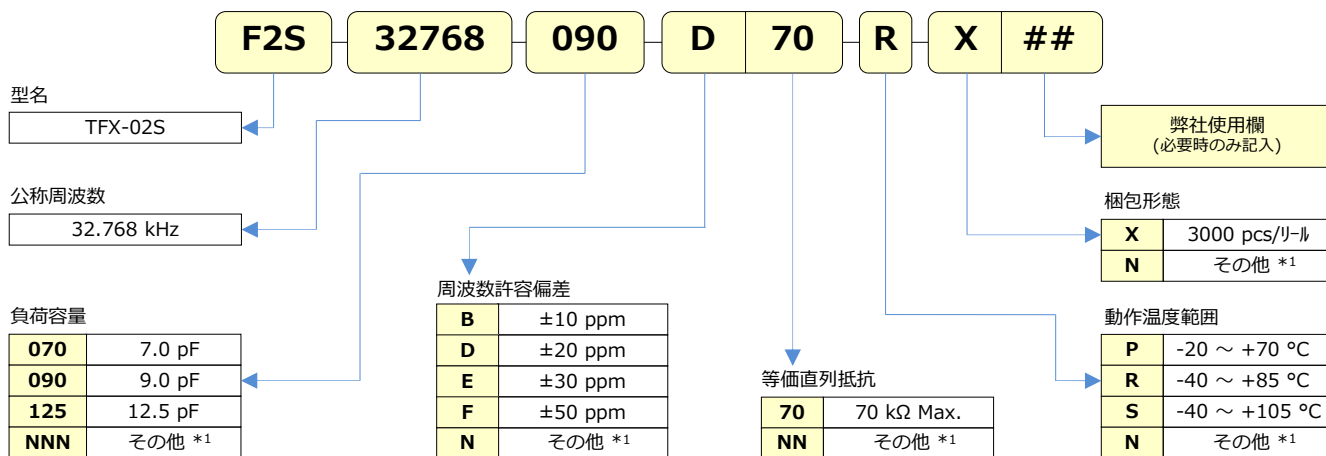 F2S 32768 090 D 70 R X ##
型名
TFX-02S
公称周波数
32.768 kHz
負荷容量
070 7.0 pF
090 9.0 pF
125 12.5 pF
NNN その他 *1
周波数許容偏差
B ±10 ppm
D ±20 ppm
E ±30 ppm
F ±50 ppm
N その他 *1
等価直列抵抗
70 70 kΩ Max.
NN その他 *1
弊社使用欄
(必要時のみ記入)
梱包形態
X 3000 pcs/ﾘｰﾙ
N その他 *1
動作温度範囲
P -20 ～ +70 °C
R -40 ～ +85 °C
S -40 ～ +105 °C
N その他 *1